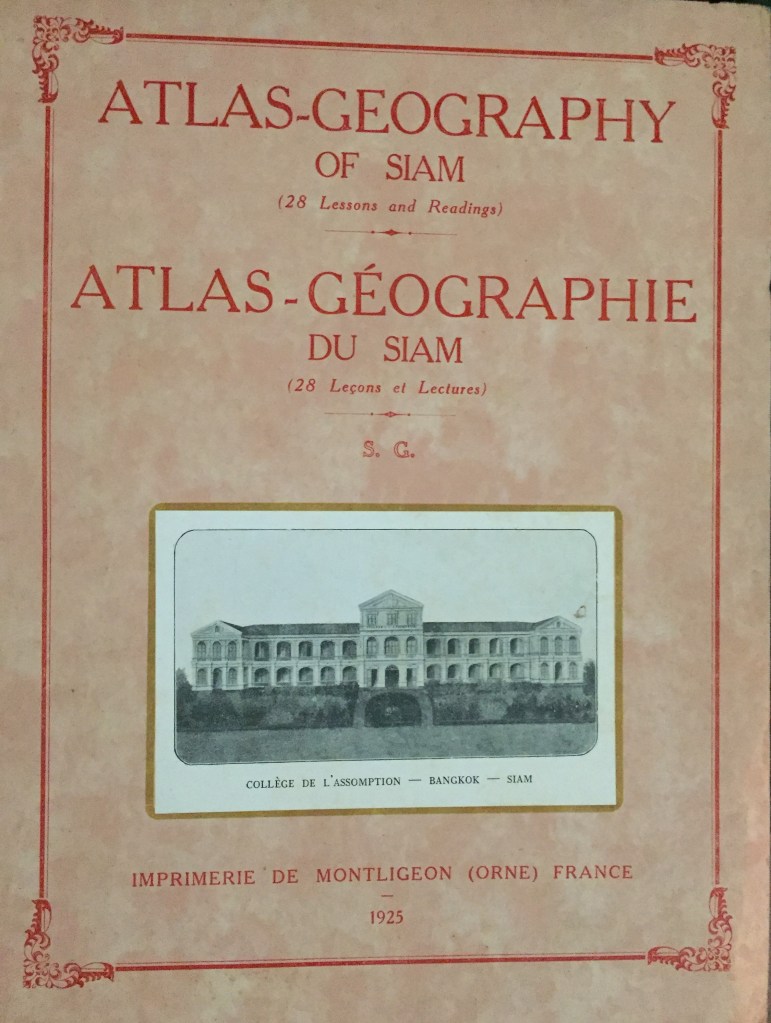 ATLAS-GEOGRAPHY
OF SIAM
(28 Lessons and Readings)
ATLAS-GÉOGRAPHIE
DU SIAM
(28 Leçons et Lectures)
S. G.
COLLÈGE DE L'ASSOMPTION — BANGKOK — SIAM
IMPRIMERIE DE MONTLIGEON (ORNE) FRANCE
—
1925